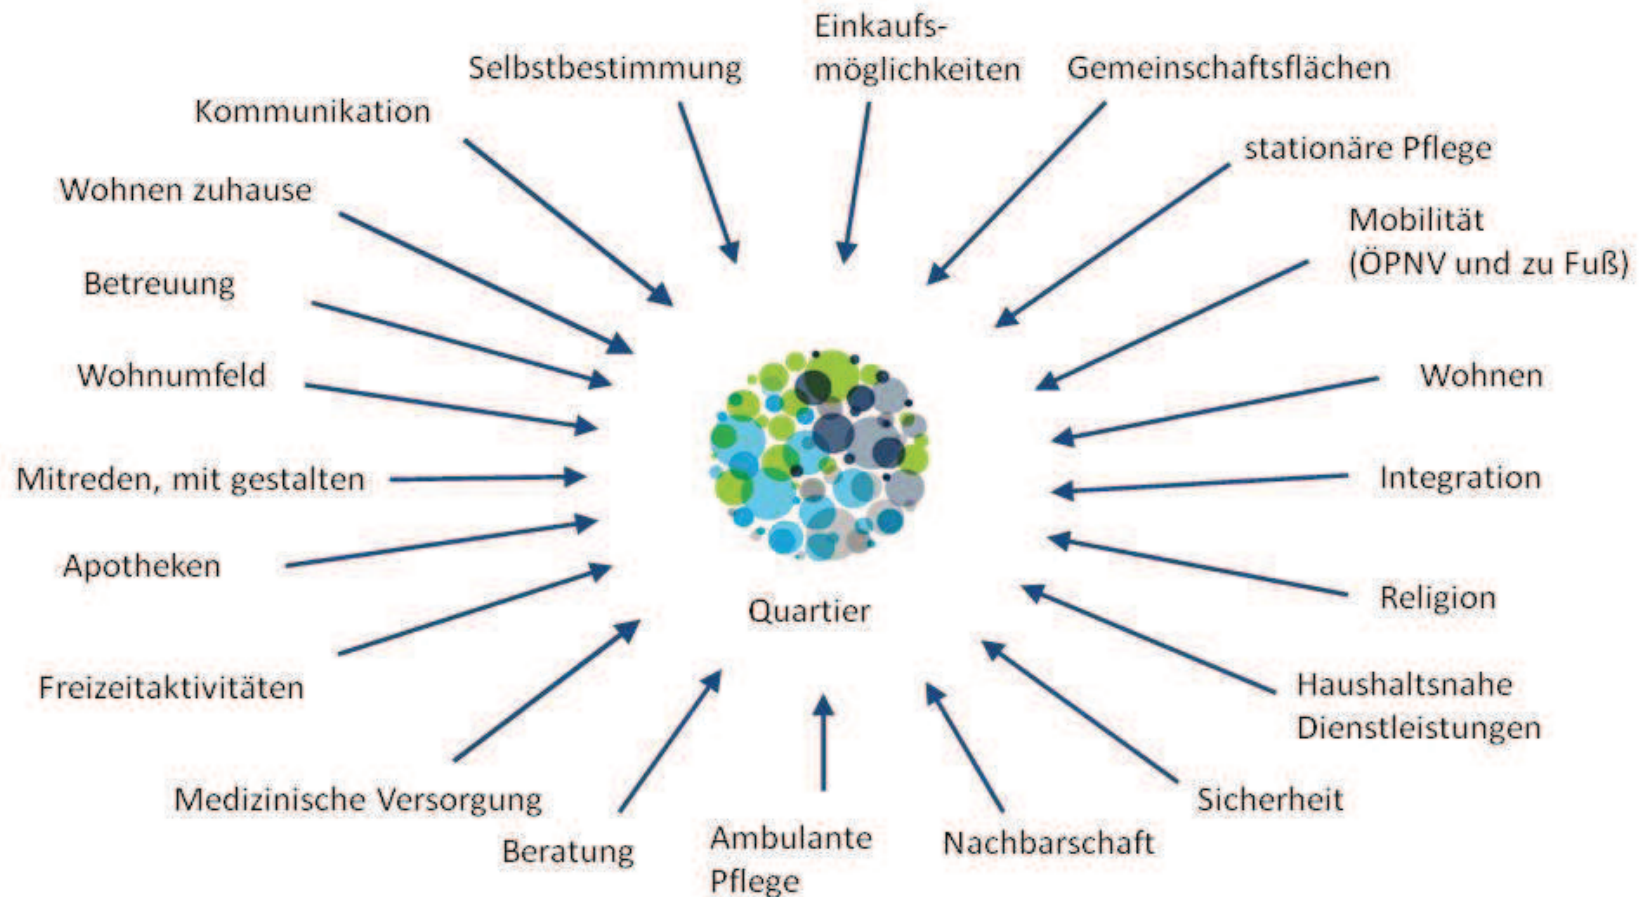 Einkaufs-
möglichkeiten
Selbstbestimmung
Gemeinschaftsflächen
Kommunikation
stationäre Pflege
Wohnen zuhause
Mobilität
(ÖPNV und zu Fuß)
Betreuung
Wohnumfeld
Wohnen
Mitreden, mit gestalten
Integration
Apotheken
Religion
Quartier
Freizeitaktivitäten
Haushaltsnahe
Dienstleistungen
Medizinische Versorgung
Sicherheit
Beratung
Ambulante
Pflege
Nachbarschaft